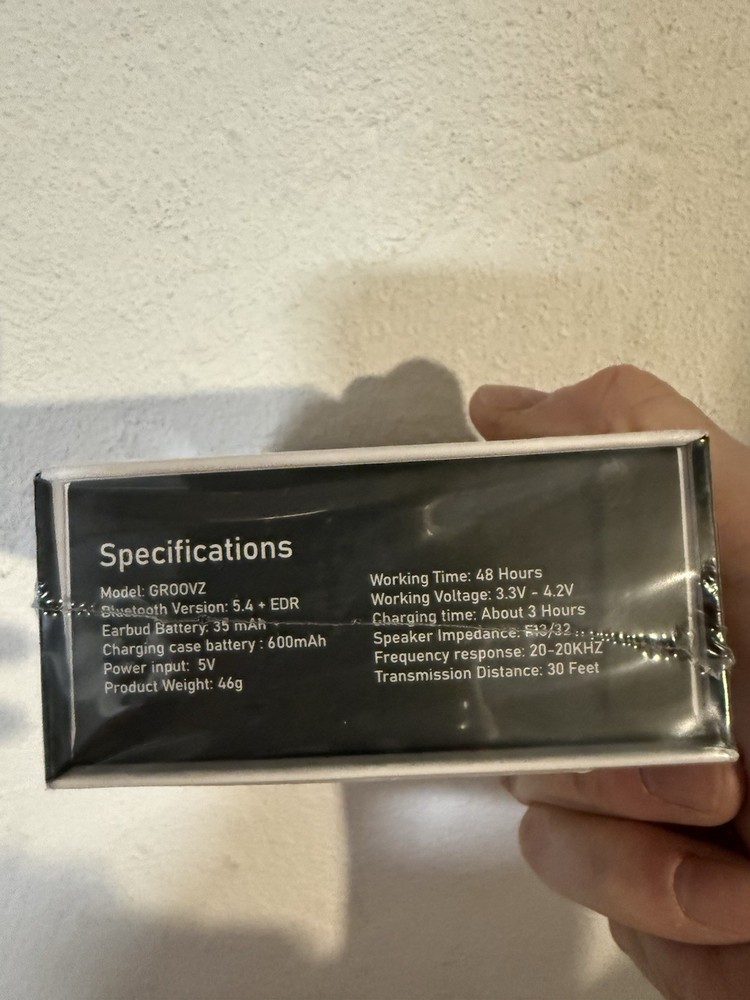 Specifications
Model: GROOVZ
Bluetooth Version: 5.4 + EDR
Earbud Battery: 35 mAh
Charging case battery : 600mAh
Power input: 5V
Product Weight: 46g
Working Time: 48 Hours
Working Voltage: 3.3V - 4.2V
Charging time: About 3 Hours
Speaker Impedance:
Frequency response: 20-20KHZ
Transmission Distance: 30 Feet